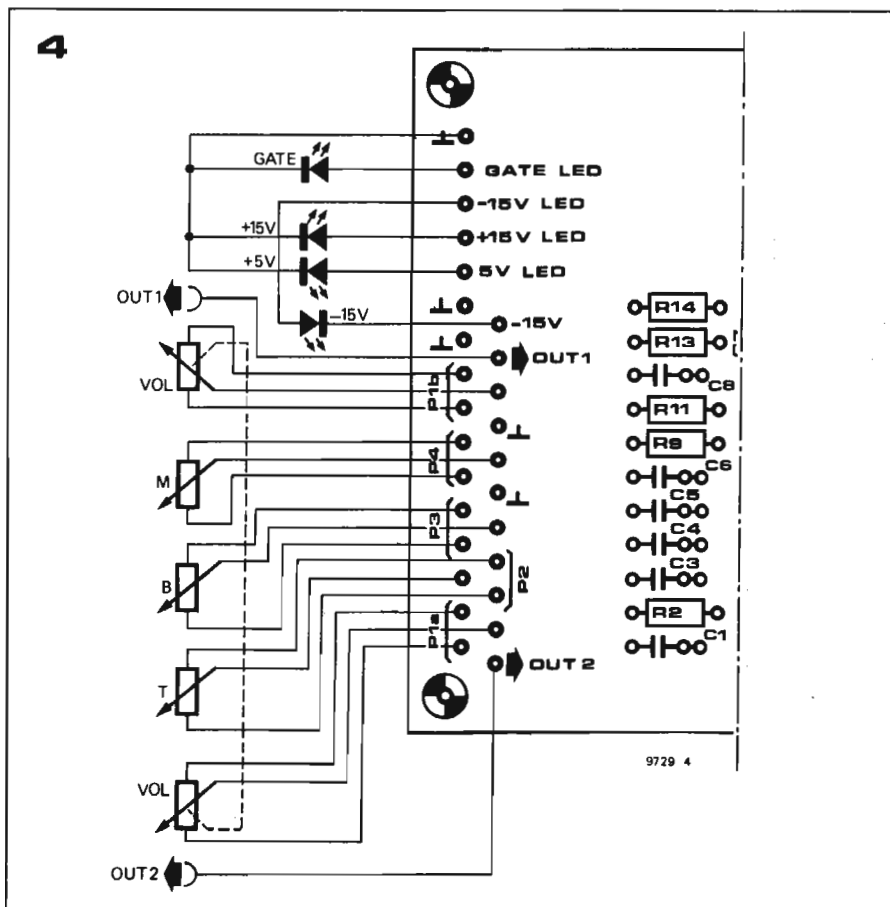 4
GATE
GATE LED
-15V LED
+15V
+15V LED
+5V
5V LED
OUT1
-15V
-15V
R14
OUT1
R13
VOL
P1b
C8
R11
P4
R9
M
C6
P3
C5
C4
B
P2
C3
P1a
R2
C1
T
OUT 2
9729 4
VOL
OUT2